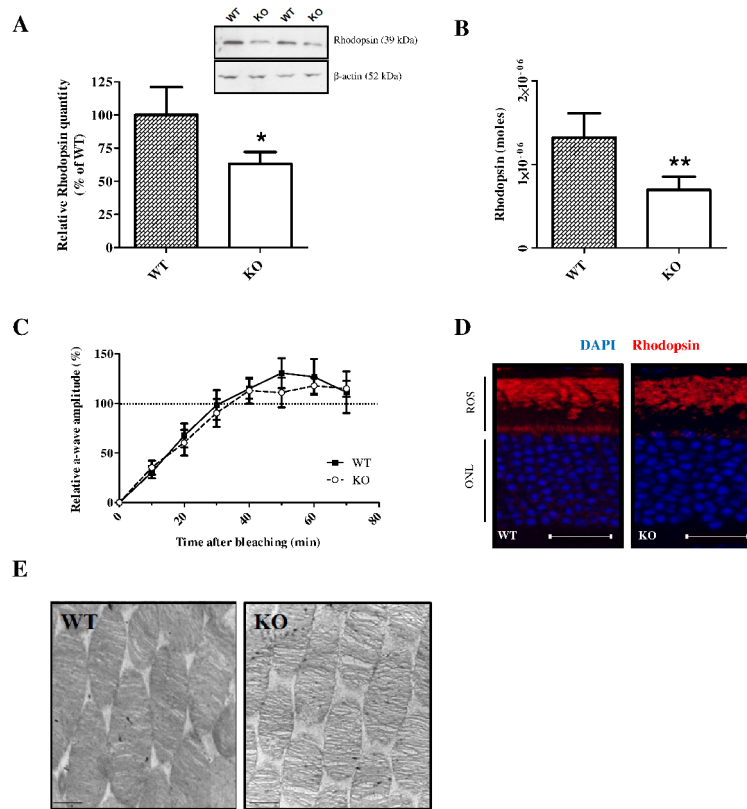 A
WT KO WT KO
Rhodopsin (39 kDa)
β-actin (52 kDa)
Relative Rhodopsin quantity
(% of WT)
125
100
75
50
25
0
*
WT
KO
B
Rhodopsin (moles)
2×10-06
1×10-06
0
**
WT
KO
C
Relative a-wave amplitude (%)
150
100
50
0
WT
KO
0 20 40 60 80
Time after bleaching (min)
D
DAPI Rhodopsin
ROS
ONL
WT
KO
E
WT
KO